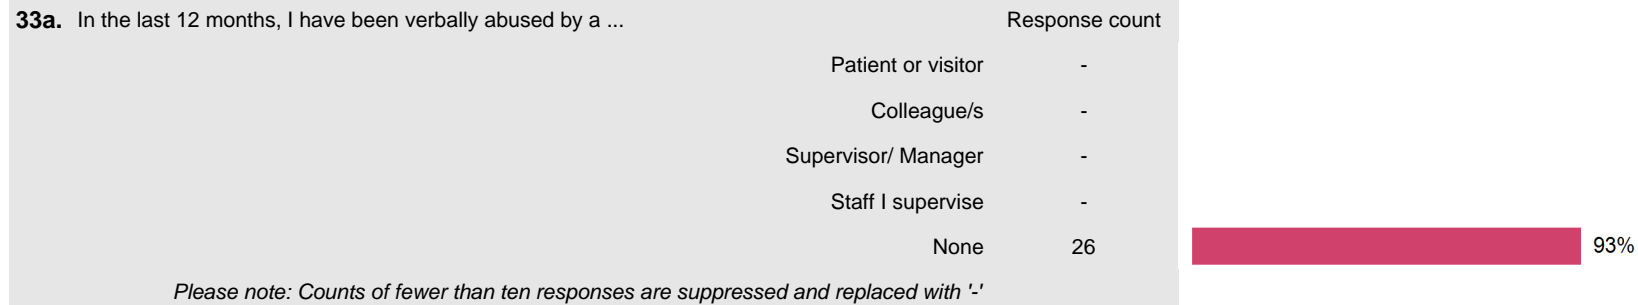 33a. In the last 12 months, I have been verbally abused by a ... Response count
Patient or visitor -
Colleague/s -
Supervisor/ Manager -
Staff I supervise -
None 26 93%
Please note: Counts of fewer than ten responses are suppressed and replaced with '-'